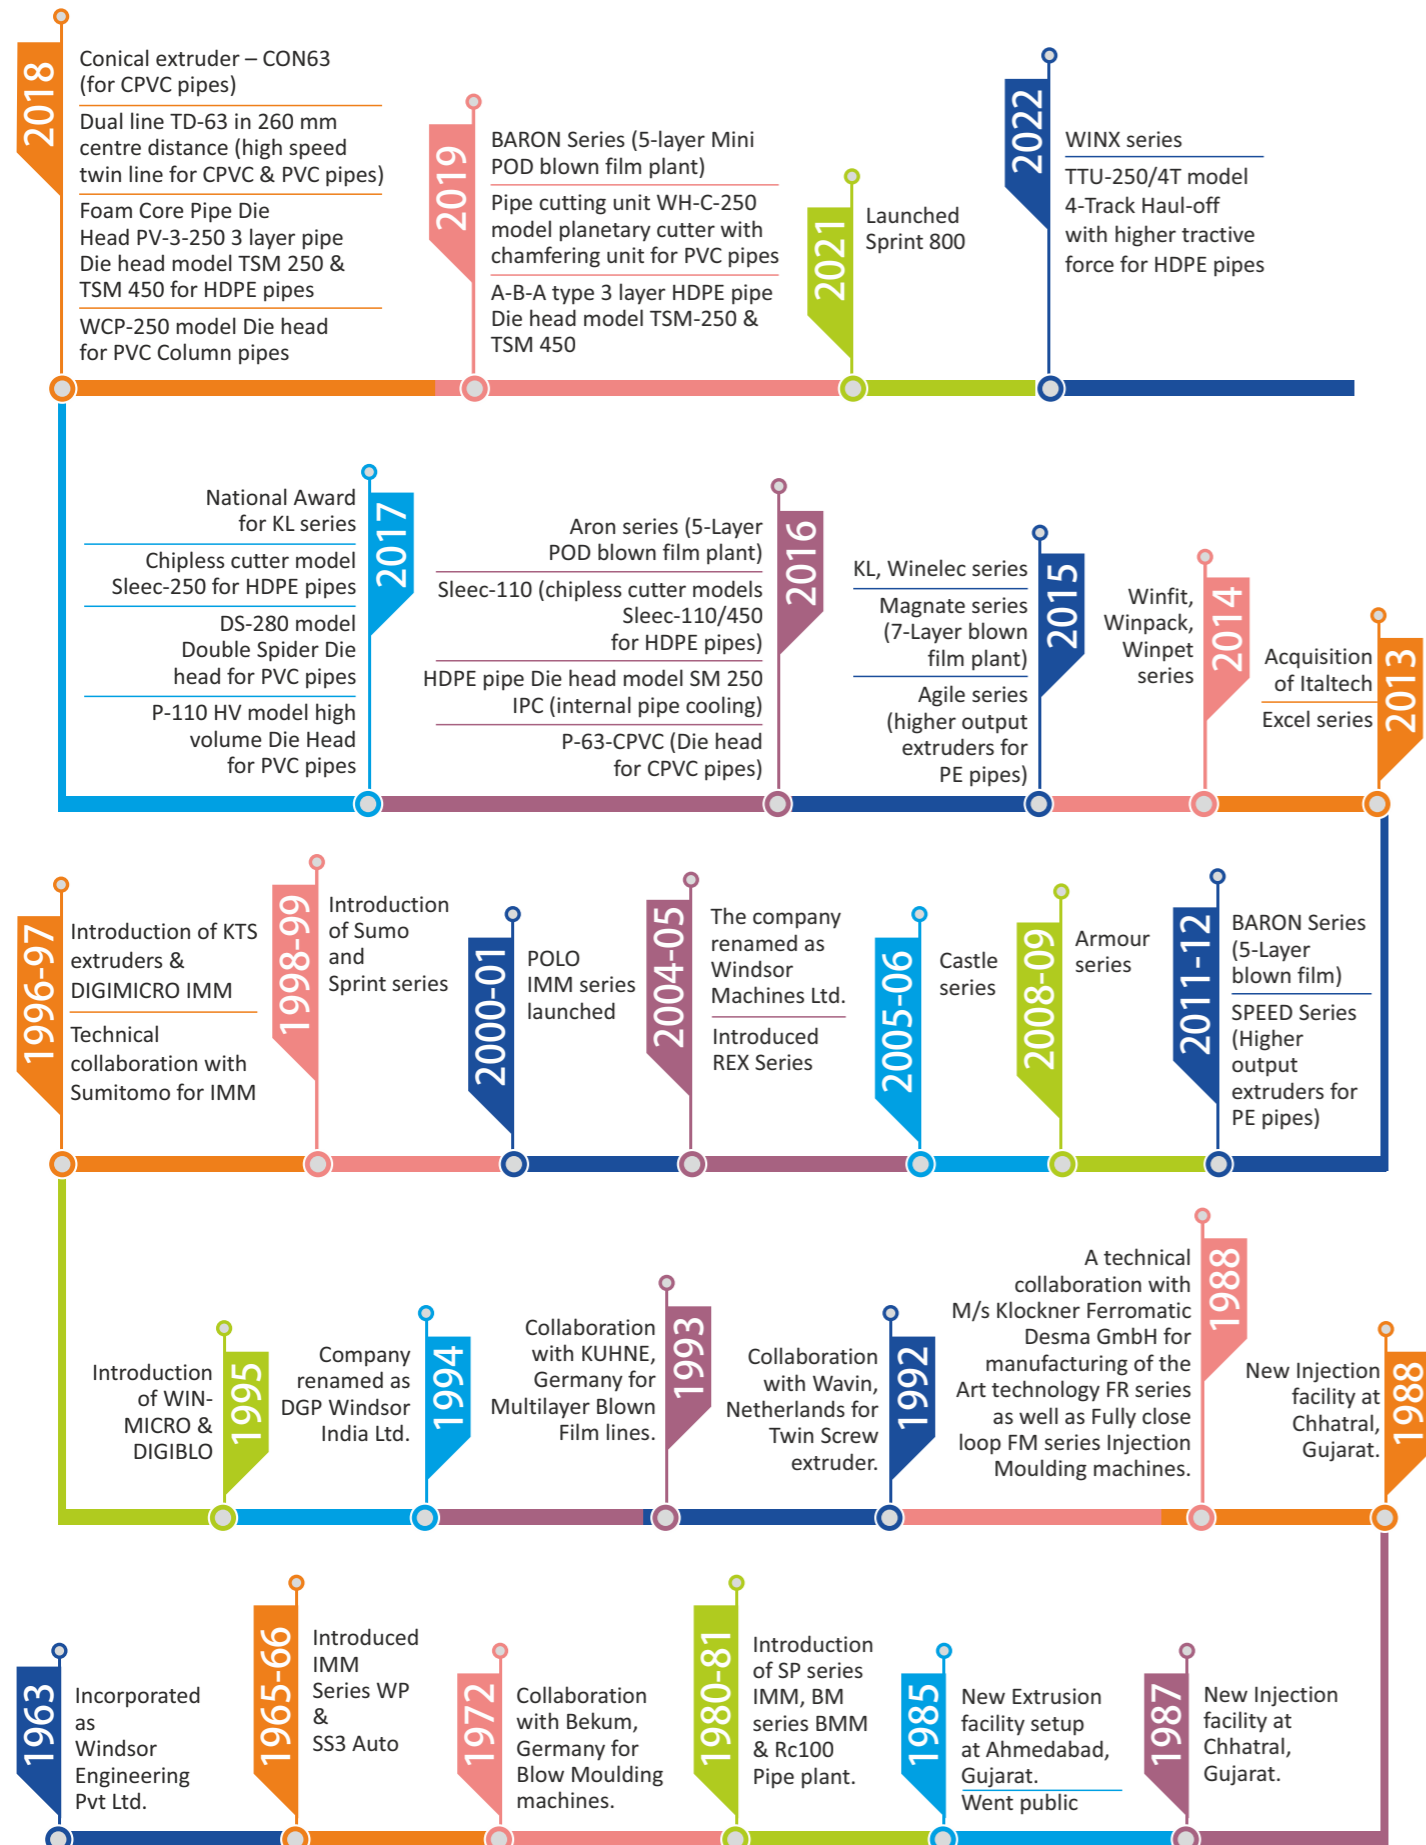 2018
Conical extruder – CON63
(for CPVC pipes)
Dual line TD-63 in 260 mm
centre distance (high speed
twin line for CPVC & PVC pipes)
Foam Core Pipe Die
Head PV-3-250 3 layer pipe
Die head model TSM 250 &
TSM 450 for HDPE pipes
WCP-250 model Die head
for PVC Column pipes
2019
BARON Series (5-layer Mini
POD blown film plant)
Pipe cutting unit WH-C-250
model planetary cutter with
chamfering unit for PVC pipes
A-B-A type 3 layer HDPE pipe
Die head model TSM-250 &
TSM 450
2021
Launched
Sprint 800
2022
WINX series
TTU-250/4T model
4-Track Haul-off
with higher tractive
force for HDPE pipes
National Award
for KL series
Chipless cutter model
Sleec-250 for HDPE pipes
DS-280 model
Double Spider Die
head for PVC pipes
P-110 HV model high
volume Die Head
for PVC pipes
2017
Aron series (5-Layer
POD blown film plant)
Sleec-110 (chipless cutter models
Sleec-110/450
for HDPE pipes)
HDPE pipe Die head model SM 250
IPC (internal pipe cooling)
P-63-CPVC (Die head
for CPVC pipes)
2016
KL, Winelec series
Magnate series
(7-Layer blown
film plant)
Agile series
(higher output
extruders for
PE pipes)
2015
Winfit,
Winpack,
Winpet
series
2014
Acquisition
of Italtech
Excel series
2013
1996-97
Introduction of KTS
extruders &
DIGIMICRO IMM
Technical
collaboration with
Sumitomo for IMM
1998-99
Introduction
of Sumo
and
Sprint series
2000-01
POLO
IMM series
launched
2004-05
The company
renamed as
Windsor
Machines Ltd.
Introduced
REX Series
2005-06
Castle
series
2008-09
Armour
series
2011-12
BARON Series
(5-Layer
blown film)
SPEED Series
(Higher
output
extruders for
PE pipes)
Introduction
of WIN-
MICRO &
DIGIBLO
1995
Company
renamed as
DGP Windsor
India Ltd.
1994
Collaboration
with KUHNE,
Germany for
Multilayer Blown
Film lines.
1993
Collaboration
with Wavin,
Netherlands for
Twin Screw
extruder.
1992
A technical
collaboration with
M/s Klockner Ferromatic
Desma GmbH for
manufacturing of the
Art technology FR series
as well as Fully close
loop FM series Injection
Moulding machines.
1988
New Injection
facility at
Chhatral,
Gujarat.
1988
1963
Incorporated
as
Windsor
Engineering
Pvt Ltd.
1965-66
Introduced
IMM
Series WP
&
SS3 Auto
1972
Collaboration
with Bekum,
Germany for
Blow Moulding
machines.
1980-81
Introduction
of SP series
IMM, BM
series BMM
& Rc100
Pipe plant.
1985
New Extrusion
facility setup
at Ahmedabad,
Gujarat.
Went public
1987
New Injection
facility at
Chhatral,
Gujarat.